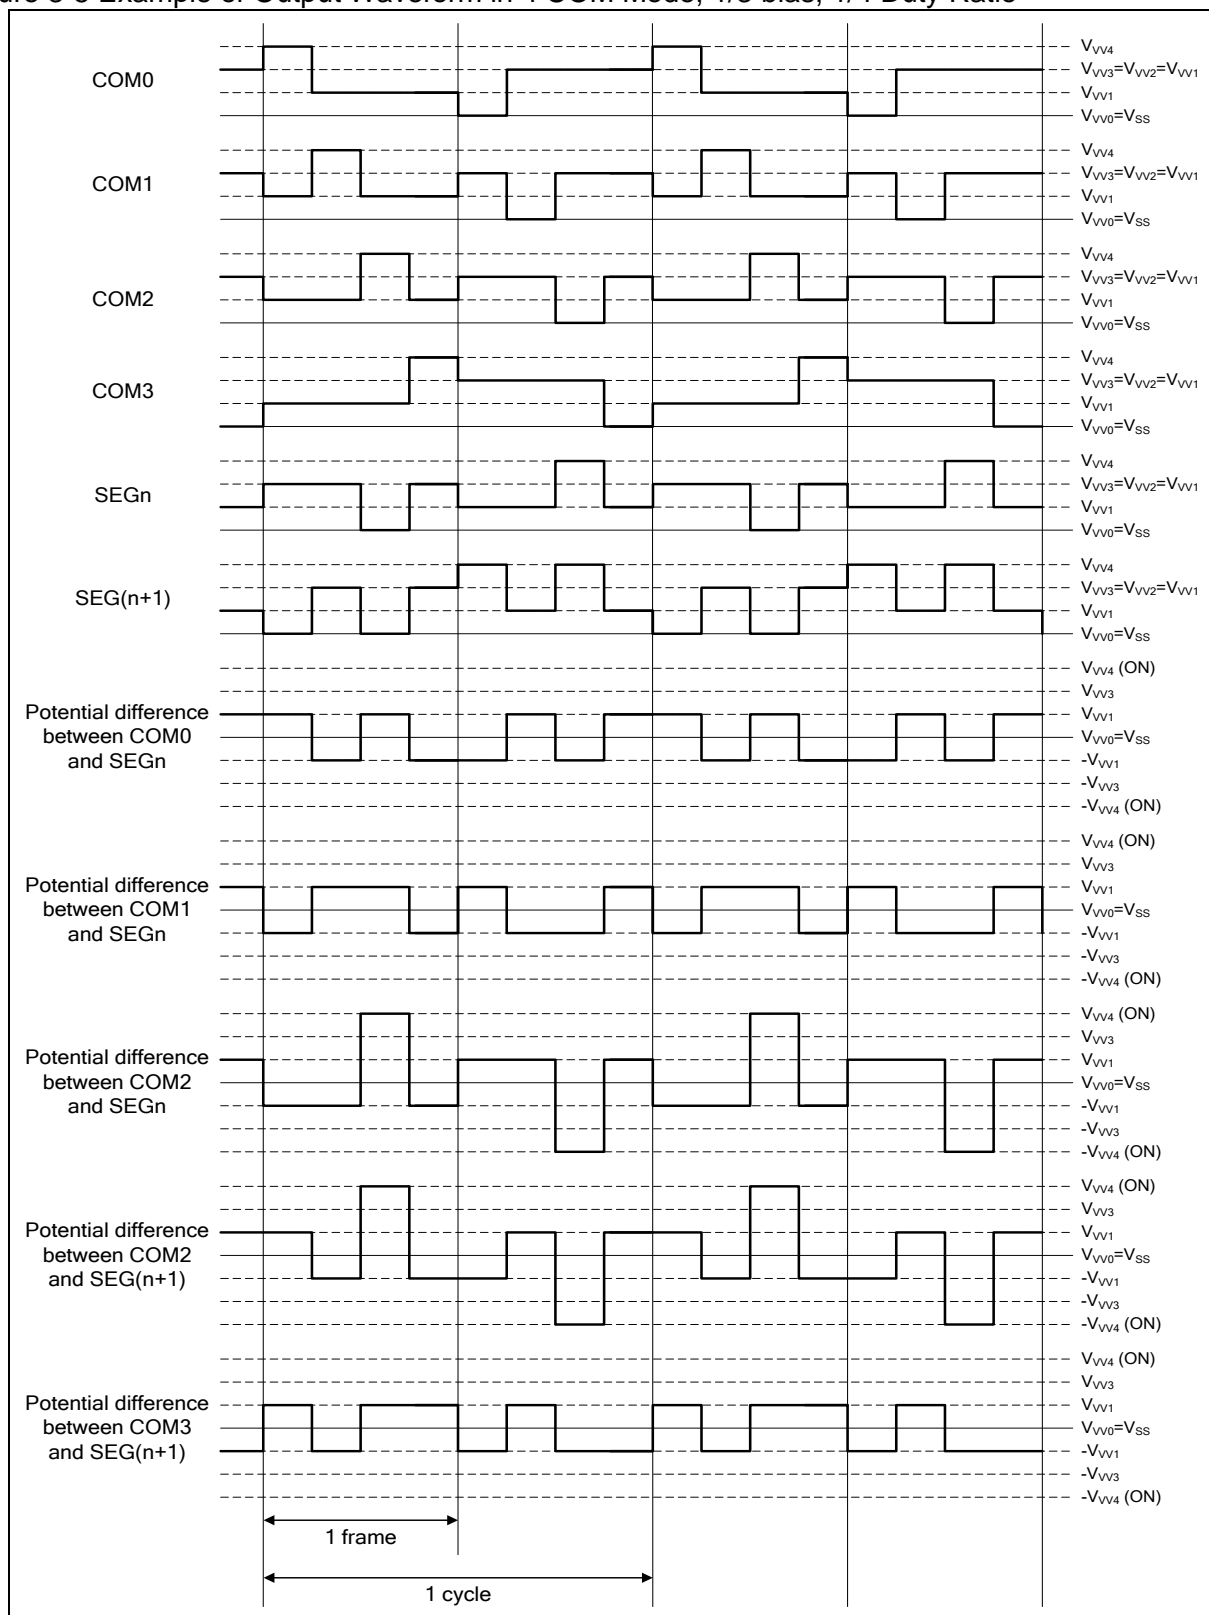 COM0
V_VV4
V_VV3=V_VV2=V_VV1
V_VV1
V_VV0=V_SS
COM1
V_VV4
V_VV3=V_VV2=V_VV1
V_VV1
V_VV0=V_SS
COM2
V_VV4
V_VV3=V_VV2=V_VV1
V_VV1
V_VV0=V_SS
COM3
V_VV4
V_VV3=V_VV2=V_VV1
V_VV1
V_VV0=V_SS
SEGn
V_VV4
V_VV3=V_VV2=V_VV1
V_VV1
V_VV0=V_SS
SEG(n+1)
V_VV4
V_VV3=V_VV2=V_VV1
V_VV1
V_VV0=V_SS
Potential difference
between COM0
and SEGn
V_VV4 (ON)
V_VV3
V_VV1
V_VV0=V_SS
-V_VV1
-V_VV3
-V_VV4 (ON)
Potential difference
between COM1
and SEGn
V_VV4 (ON)
V_VV3
V_VV1
V_VV0=V_SS
-V_VV1
-V_VV3
-V_VV4 (ON)
Potential difference
between COM2
and SEGn
V_VV4 (ON)
V_VV3
V_VV1
V_VV0=V_SS
-V_VV1
-V_VV3
-V_VV4 (ON)
Potential difference
between COM2
and SEG(n+1)
V_VV4 (ON)
V_VV3
V_VV1
V_VV0=V_SS
-V_VV1
-V_VV3
-V_VV4 (ON)
Potential difference
between COM3
and SEG(n+1)
V_VV4 (ON)
V_VV3
V_VV1
V_VV0=V_SS
-V_VV1
-V_VV3
-V_VV4 (ON)
1 frame
1 cycle